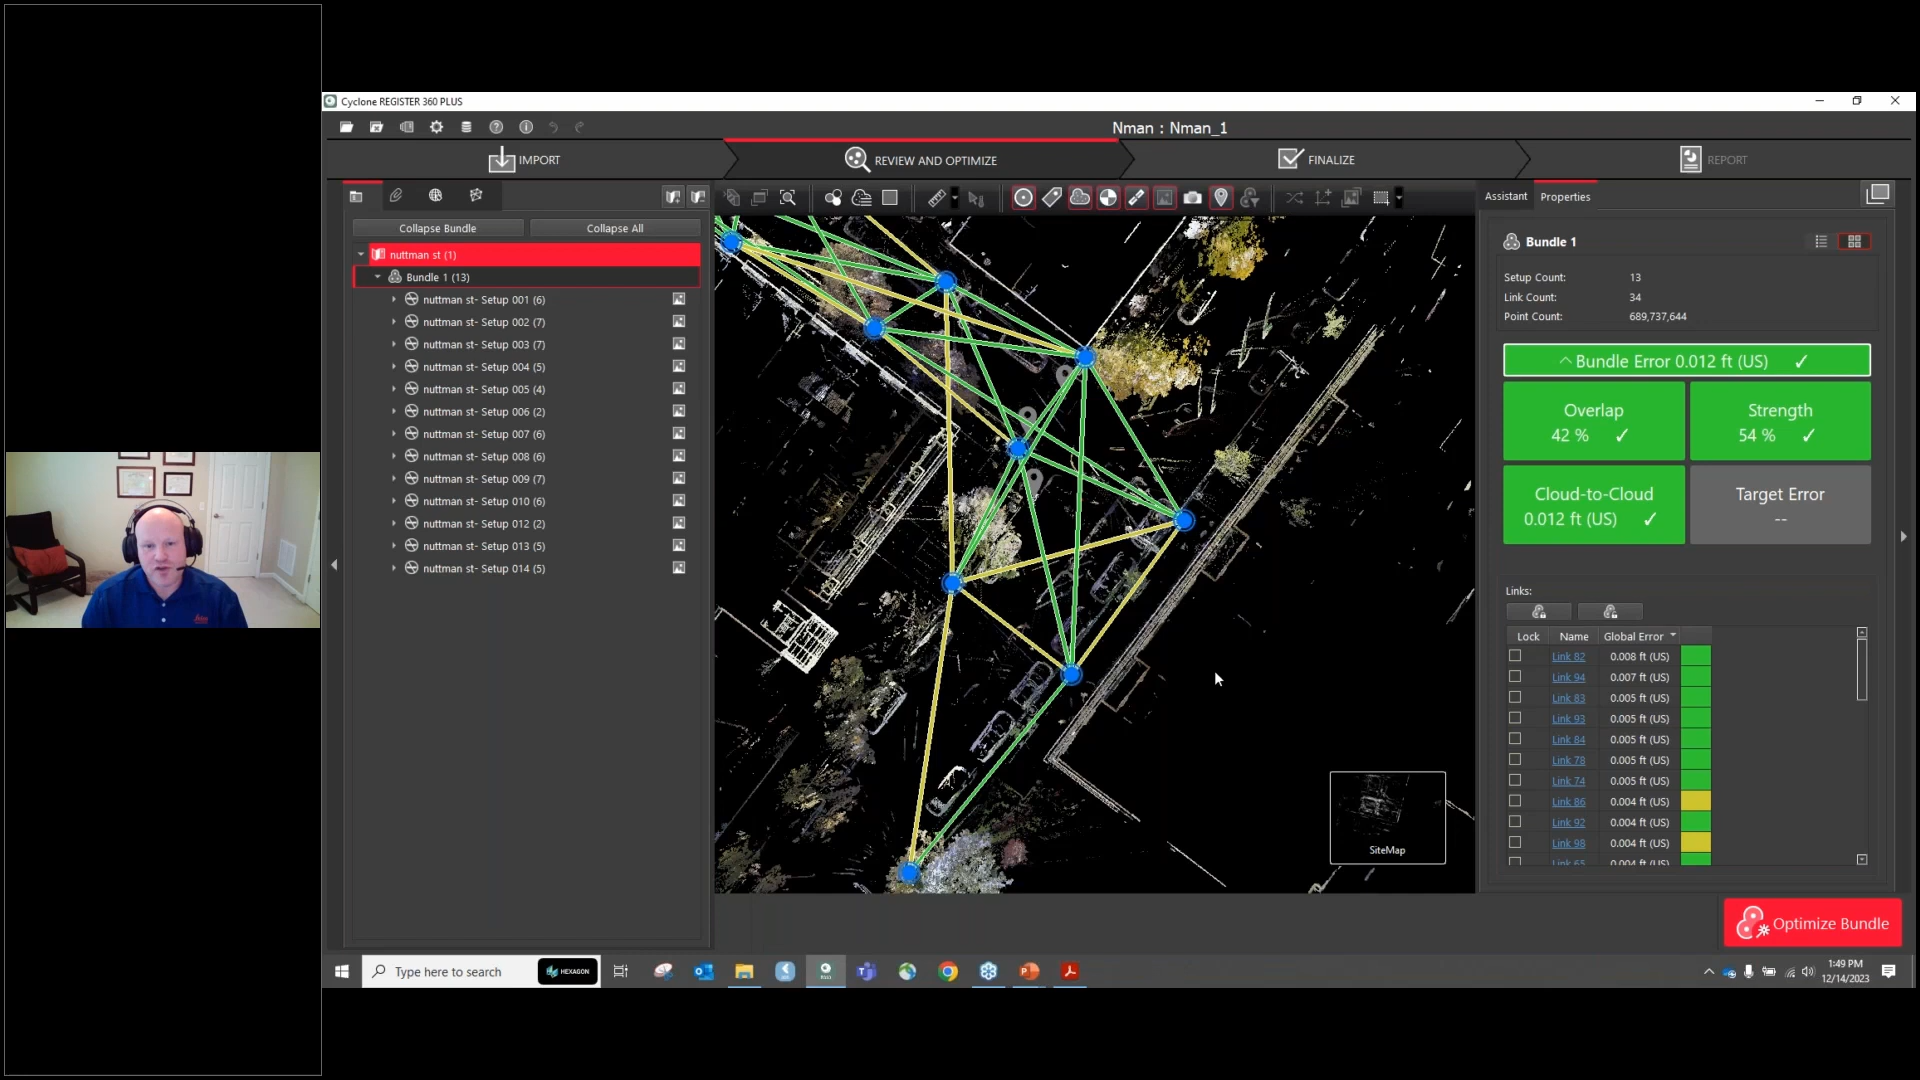 Cyclone REGISTER 360 PLUS
Nman : Nman_1
IMPORT
REVIEW AND OPTIMIZE
FINALIZE
REPORT
Collapse Bundle
Collapse All
nuttman st (1)
Bundle 1 (13)
nuttman st- Setup 001 (6)
nuttman st- Setup 002 (7)
nuttman st- Setup 003 (7)
nuttman st- Setup 004 (5)
nuttman st- Setup 005 (4)
nuttman st- Setup 006 (2)
nuttman st- Setup 007 (6)
nuttman st- Setup 008 (6)
nuttman st- Setup 009 (7)
nuttman st- Setup 010 (6)
nuttman st- Setup 012 (2)
nuttman st- Setup 013 (5)
nuttman st- Setup 014 (5)
SiteMap
Assistant
Properties
Bundle 1
Setup Count: 13
Link Count: 34
Point Count: 689,737,644
Bundle Error 0.012 ft (US)
Overlap
42 %
Strength
54 %
Cloud-to-Cloud
0.012 ft (US)
Target Error
--
Links:
Lock Name Global Error
Link 82 0.008 ft (US)
Link 94 0.007 ft (US)
Link 83 0.005 ft (US)
Link 93 0.005 ft (US)
Link 84 0.005 ft (US)
Link 78 0.005 ft (US)
Link 74 0.005 ft (US)
Link 86 0.004 ft (US)
Link 92 0.004 ft (US)
Link 98 0.004 ft (US)
Link 65 0.004 ft (US)
Optimize Bundle
Type here to search
HEXAGON
1:49 PM
12/14/2023